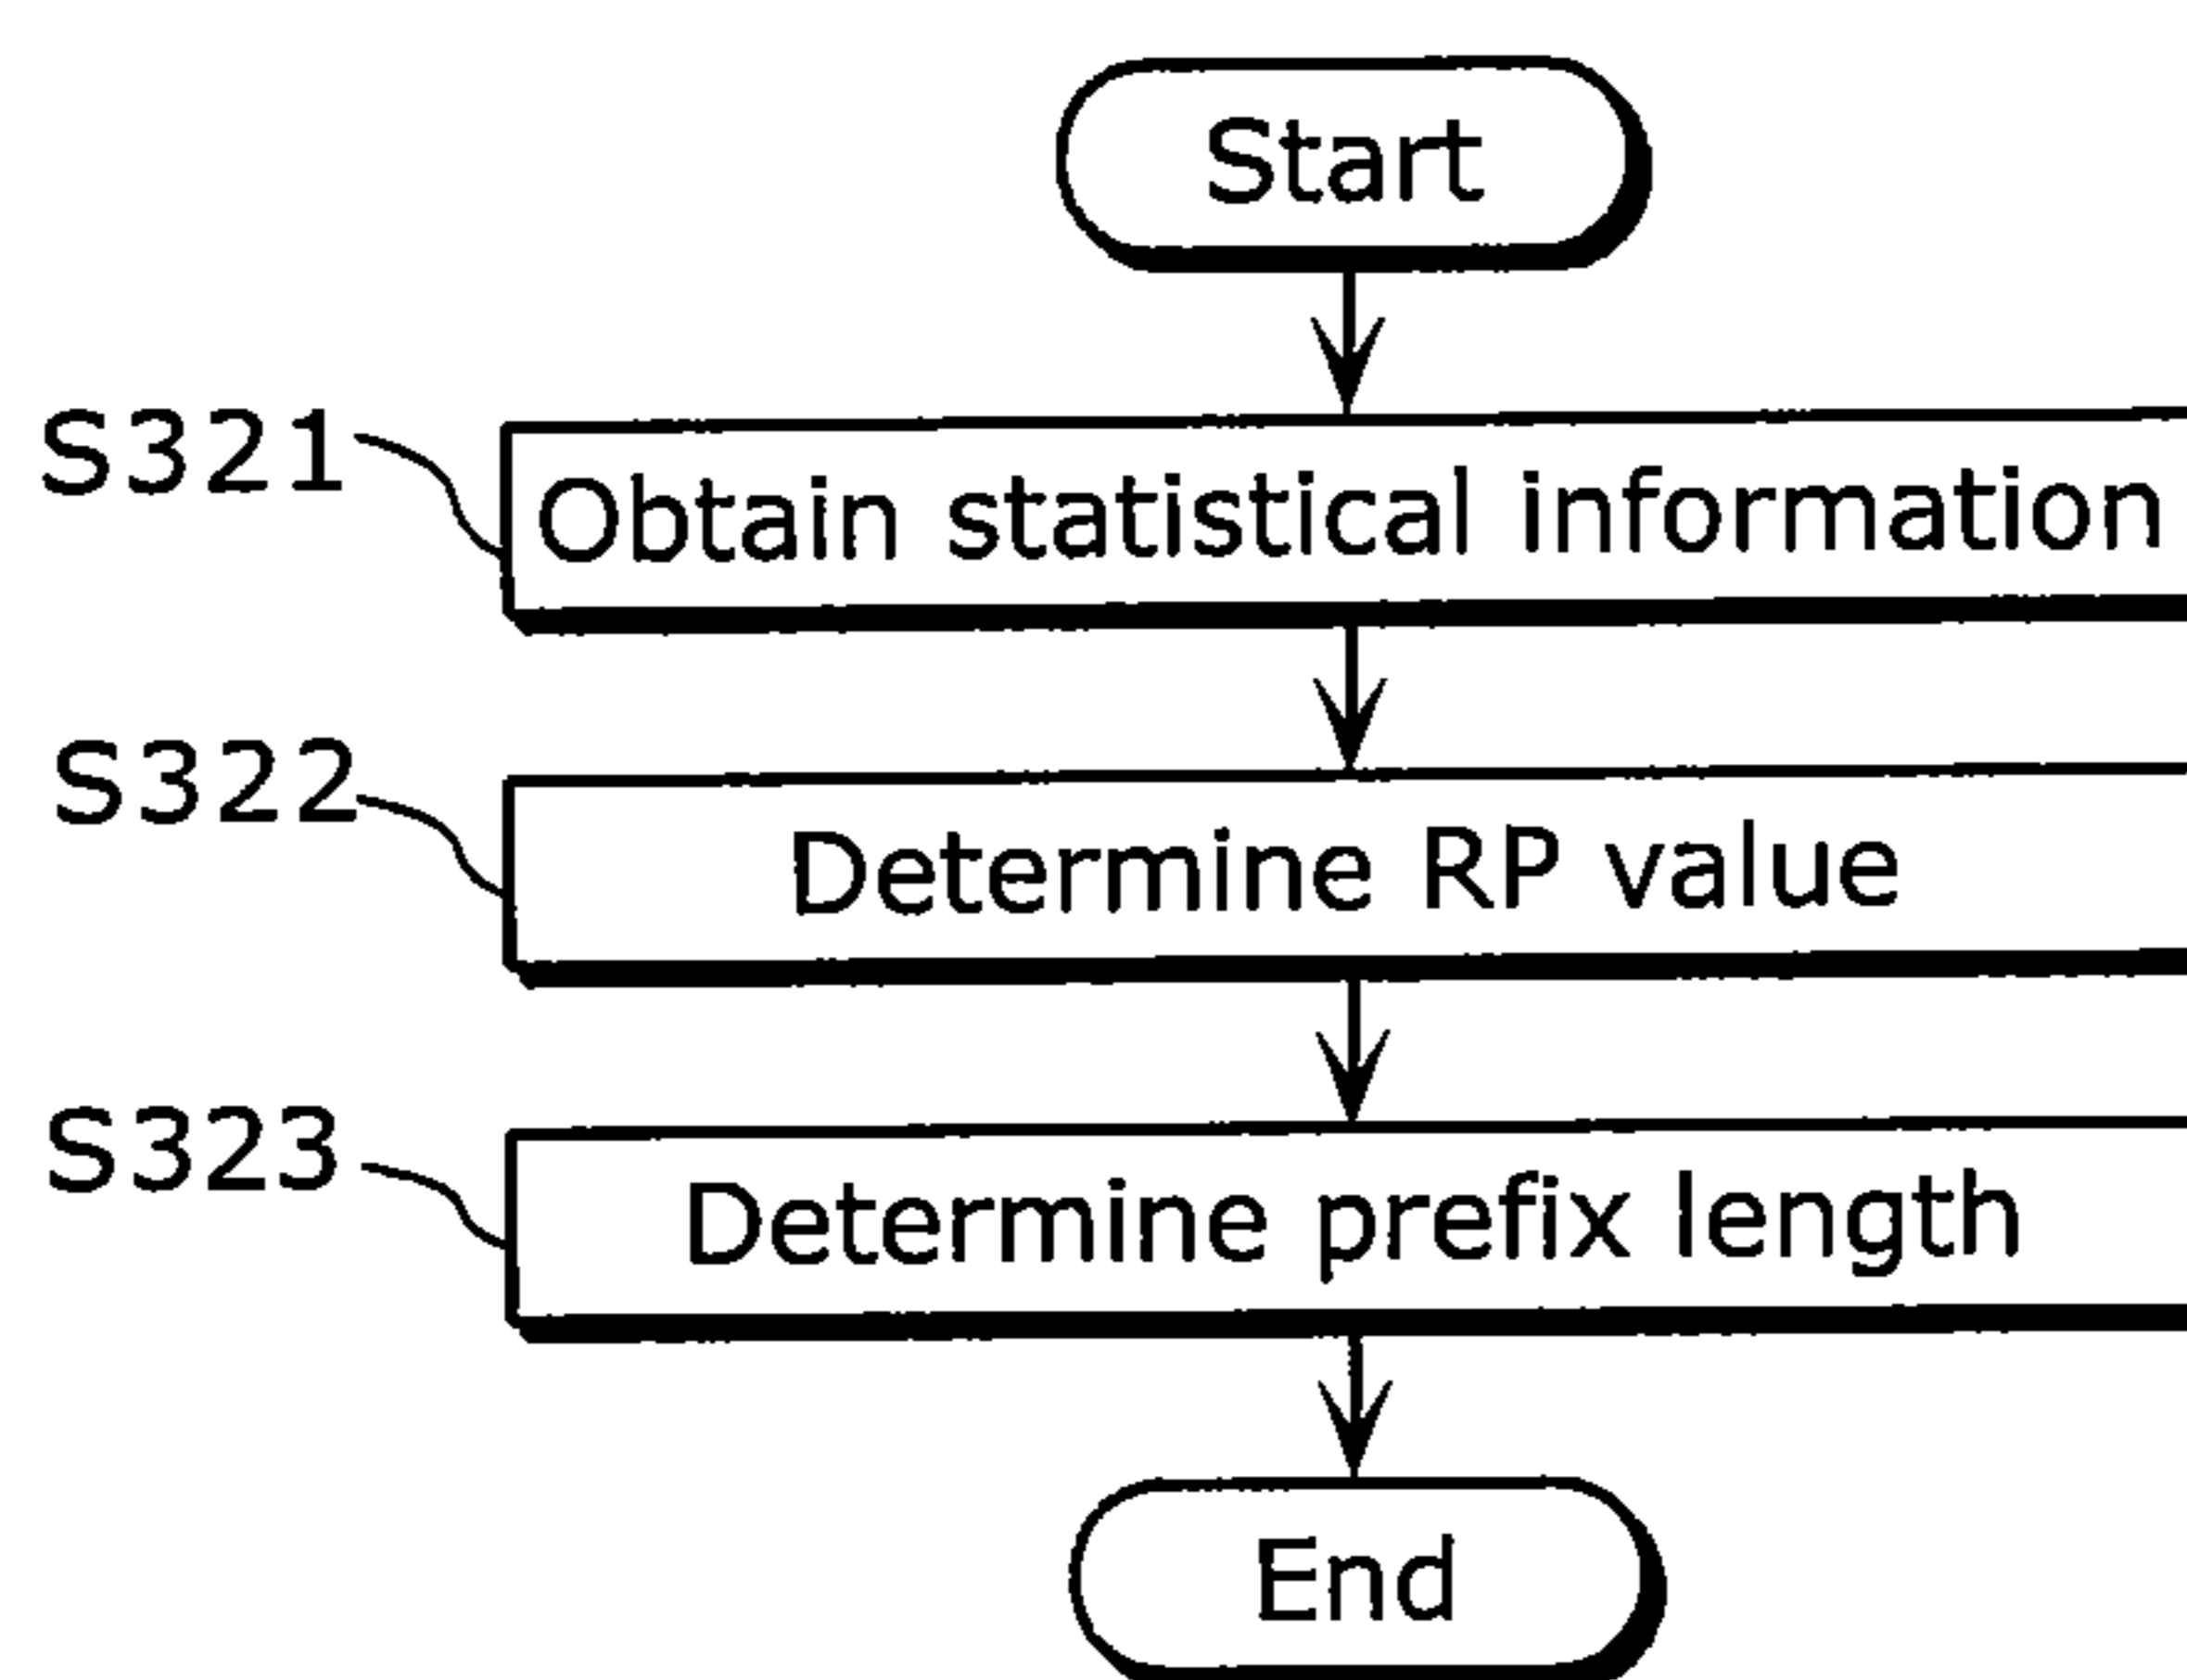 Start
S321
Obtain statistical information
S322
Determine RP value
S323
Determine prefix length
End